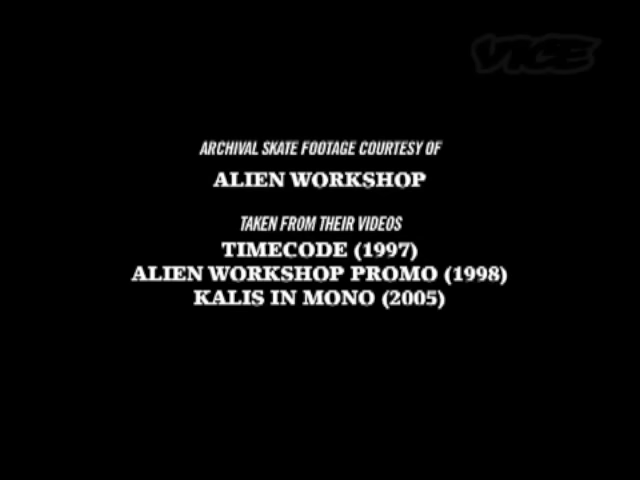 VICE
ARCHIVAL SKATE FOOTAGE COURTESY OF
ALIEN WORKSHOP
TAKEN FROM THEIR VIDEOS
TIMECODE (1997)
ALIEN WORKSHOP PROMO (1998)
KALIS IN MONO (2005)